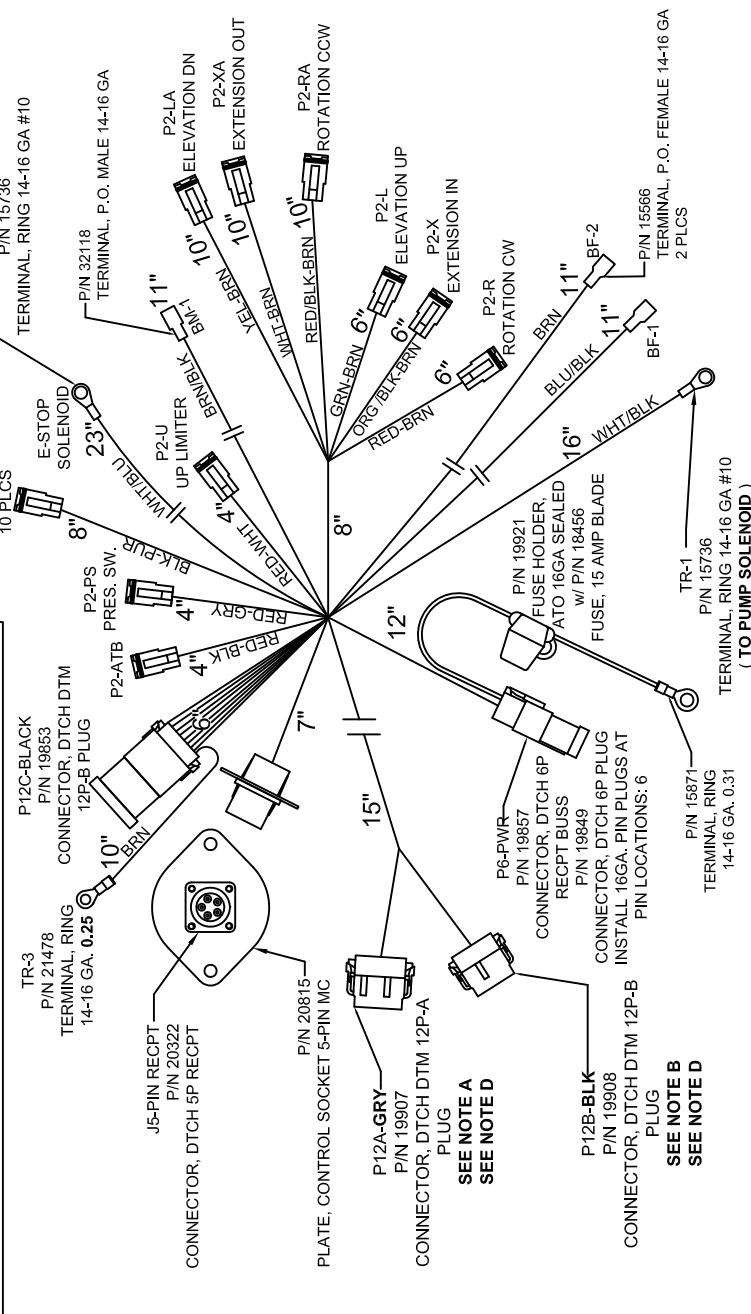 P/N 15736
TERMINAL, RING 14-16 GA #10
10 PLCS
8"
BLK-PUR
E-STOP
SOLENOID
23"
WHT/BLU
P/N 32118
TERMINAL, P.O. MALE 14-16 GA
11"
BM-1
BRN/BLK
P2-U
UP LIMITER
4"
RED-WHT
P2-LA
ELEVATION DN
10"
YEL-BRN
P2-XA
EXTENSION OUT
10"
WHT-BRN
P2-RA
ROTATION CCW
10"
RED/BLK-BRN
P2-L
ELEVATION UP
6"
GRN-BRN
P2-X
EXTENSION IN
6"
ORG /BLK-BRN
P2-R
ROTATION CW
6"
RED-BRN
8"
BRN
11"
BF-2
P/N 15566
TERMINAL, P.O. FEMALE 14-16 GA
2 PLCS
BLU/BLK
11"
BF-1
16"
WHT/BLK
TR-1
P/N 15736
TERMINAL, RING 14-16 GA #10
( TO PUMP SOLENOID )
P2-PS
PRES. SW.
4"
RED-GRY
P2-ATB
4"
RED-BLK
P12C-BLACK
P/N 19853
CONNECTOR, DTCH DTM
12P-B PLUG
6"
TR-3
P/N 21478
TERMINAL, RING
14-16 GA. 0.25
10"
BRN
7"
J5-PIN RECPT
P/N 20322
CONNECTOR, DTCH 5P RECPT
P/N 20815
PLATE, CONTROL SOCKET 5-PIN MC
15"
P12A-GRY
P/N 19907
CONNECTOR, DTCH DTM 12P-A
PLUG
SEE NOTE A
SEE NOTE D
P12B-BLK
P/N 19908
CONNECTOR, DTCH DTM 12P-B
PLUG
SEE NOTE B
SEE NOTE D
12"
P/N 19921
FUSE HOLDER,
ATO 16GA SEALED
w/ P/N 18456
FUSE, 15 AMP BLADE
P6-PWR
P/N 19857
CONNECTOR, DTCH 6P
RECPT BUSS
P/N 19849
CONNECTOR, DTCH 6P PLUG
INSTALL 16GA. PIN PLUGS AT
PIN LOCATIONS: 6
P/N 15871
TERMINAL, RING
14-16 GA. 0.31